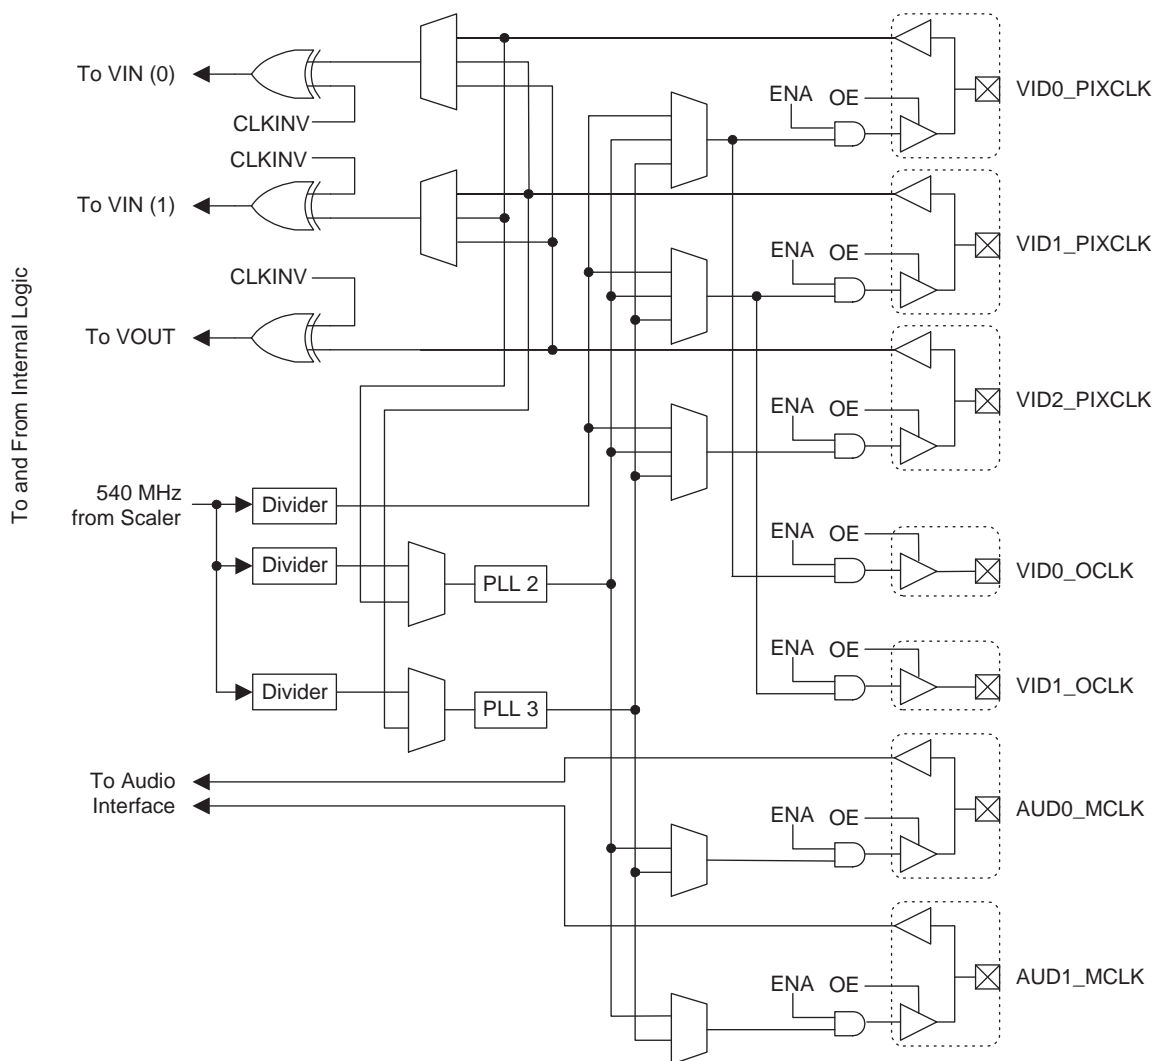 To VIN (0)
CLKINV
ENA OE
VID0_PIXCLK
CLKINV
To VIN (1)
ENA OE
VID1_PIXCLK
CLKINV
To VOUT
ENA OE
VID2_PIXCLK
To and From Internal Logic
540 MHz
from Scaler
Divider
ENA OE
VID0_OCLK
Divider
PLL 2
ENA OE
VID1_OCLK
Divider
PLL 3
To Audio
Interface
ENA OE
AUD0_MCLK
ENA OE
AUD1_MCLK